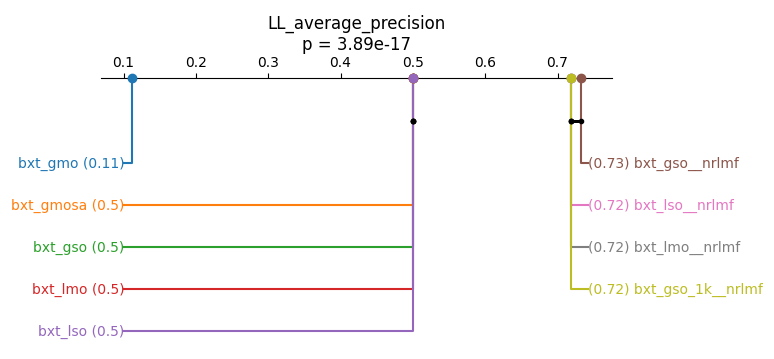 LL_average_precision
p = 3.89e-17
0.1 0.2 0.3 0.4 0.5 0.6 0.7
bxt_gmo (0.11) (0.73) bxt_gso__nrlmf
bxt_gmosa (0.5) (0.72) bxt_lso__nrlmf
bxt_gso (0.5) (0.72) bxt_lmo__nrlmf
bxt_lmo (0.5) (0.72) bxt_gso_1k__nrlmf
bxt_lso (0.5)